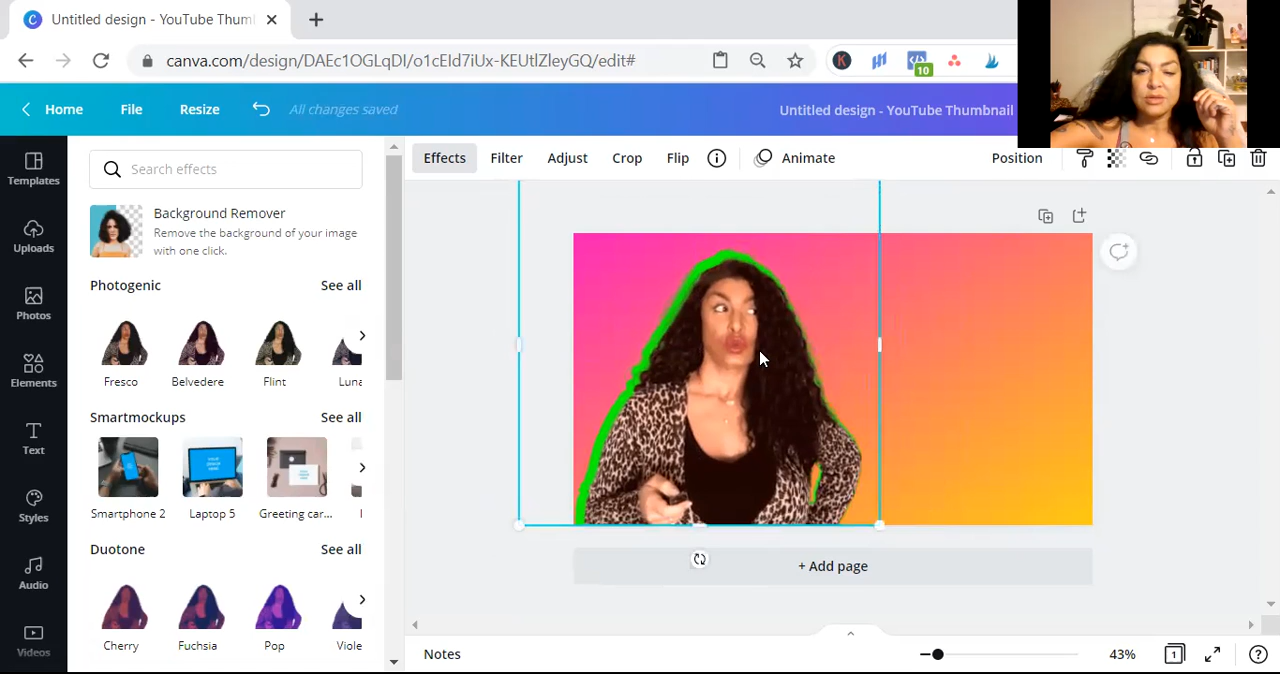 Untitled design - YouTube Thum
canva.com/design/DAEc1OGLqDI/o1cEId7iUx-KEUtlZleyGQ/edit#
10
Home
File
Resize
All changes saved
Untitled design - YouTube Thumbnail
Templates
Uploads
Photos
Elements
Text
Styles
Audio
Videos
Search effects
Background Remover
Remove the background of your image
with one click.
Photogenic
See all
Fresco
Belvedere
Flint
Luna
Smartmockups
See all
Smartphone 2
Laptop 5
Greeting car...
Duotone
See all
Cherry
Fuchsia
Pop
Viole
Effects
Filter
Adjust
Crop
Flip
Animate
Position
+ Add page
Notes
43%
1